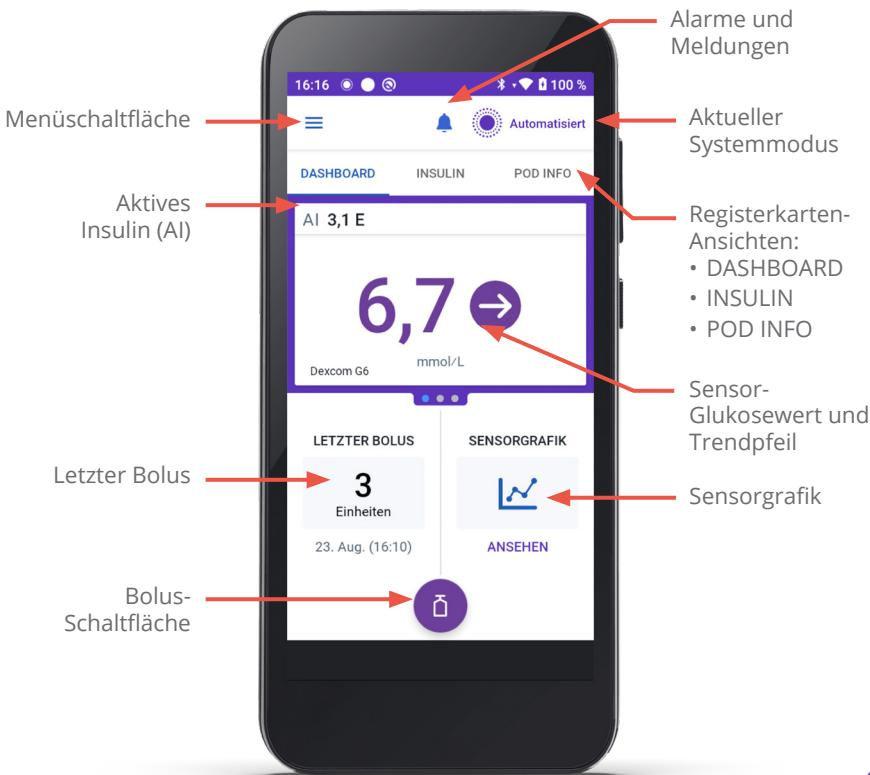 Alarme und
Meldungen
16:16
100 %
Menüschaltfläche
Automatisiert
Aktueller
Systemmodus
DASHBOARD
INSULIN
POD INFO
Aktives
Insulin (AI)
AI 3,1 E
Registerkarten-
Ansichten:
• DASHBOARD
• INSULIN
• POD INFO
6,7
mmol/L
Dexcom G6
Sensor-
Glukosewert und
Trendpfeil
LETZTER BOLUS
SENSORGRAFIK
Letzter Bolus
3
Einheiten
Sensorgrafik
23. Aug. (16:10)
ANSEHEN
Bolus-
Schaltfläche